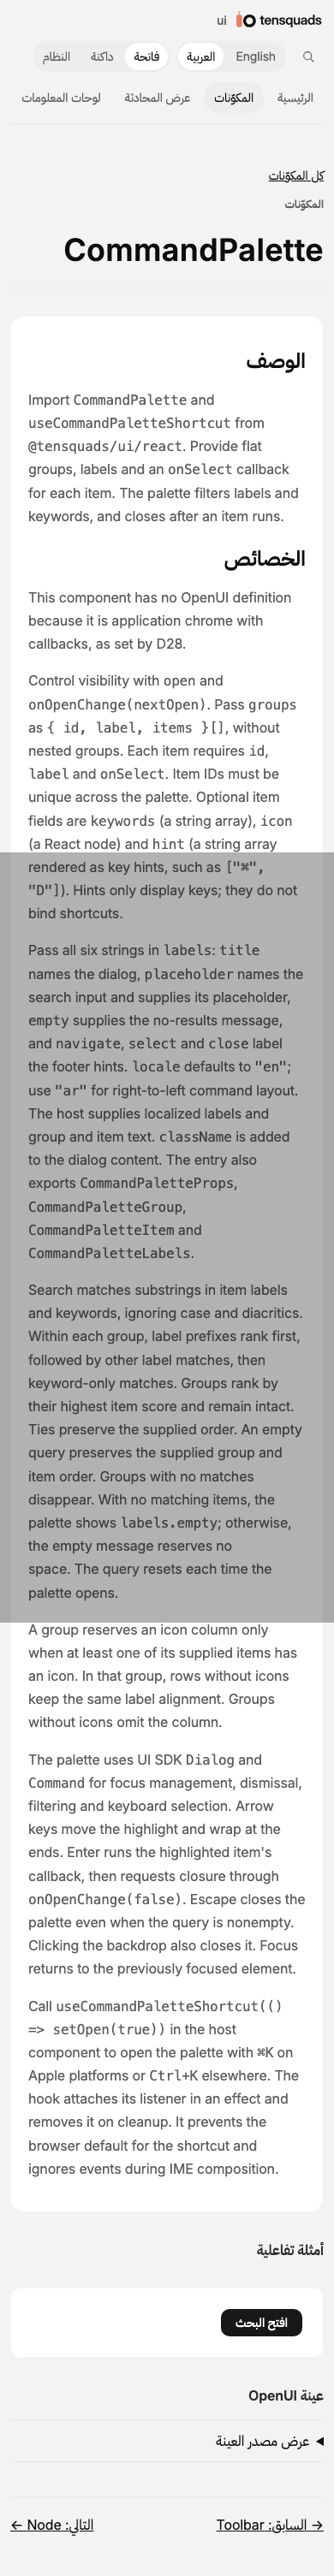 ui tensquads
English العربية فاتحة داكنة النظام
الرئيسية المكوّنات عرض المحادثة لوحات المعلومات
كل المكوّنات
المكوّنات
CommandPalette
الوصف
Import CommandPalette and
useCommandPaletteShortcut from
@tensquads/ui/react. Provide flat
groups, labels and an onSelect callback
for each item. The palette filters labels and
keywords, and closes after an item runs.
الخصائص
This component has no OpenUI definition
because it is application chrome with
callbacks, as set by D28.
Control visibility with open and
onOpenChange(nextOpen). Pass groups
as { id, label, items }[], without
nested groups. Each item requires id,
label and onSelect. Item IDs must be
unique across the palette. Optional item
fields are keywords (a string array), icon
(a React node) and hint (a string array
rendered as key hints, such as ["⌘",
"D"]). Hints only display keys; they do not
bind shortcuts.
Pass all six strings in labels: title
names the dialog, placeholder names the
search input and supplies its placeholder,
empty supplies the no-results message,
and navigate, select and close label
the footer hints. locale defaults to "en";
use "ar" for right-to-left command layout.
The host supplies localized labels and
group and item text. className is added
to the dialog content. The entry also
exports CommandPaletteProps,
CommandPaletteGroup,
CommandPaletteItem and
CommandPaletteLabels.
Search matches substrings in item labels
and keywords, ignoring case and diacritics.
Within each group, label prefixes rank first,
followed by other label matches, then
keyword-only matches. Groups rank by
their highest item score and remain intact.
Ties preserve the supplied order. An empty
query preserves the supplied group and
item order. Groups with no matches
disappear. With no matching items, the
palette shows labels.empty; otherwise,
the empty message reserves no
space. The query resets each time the
palette opens.
A group reserves an icon column only
when at least one of its supplied items has
an icon. In that group, rows without icons
keep the same label alignment. Groups
without icons omit the column.
The palette uses UI SDK Dialog and
Command for focus management, dismissal,
filtering and keyboard selection. Arrow
keys move the highlight and wrap at the
ends. Enter runs the highlighted item's
callback, then requests closure through
onOpenChange(false). Escape closes the
palette even when the query is nonempty.
Clicking the backdrop also closes it. Focus
returns to the previously focused element.
Call useCommandPaletteShortcut(()
=> setOpen(true)) in the host
component to open the palette with ⌘K on
Apple platforms or Ctrl+K elsewhere. The
hook attaches its listener in an effect and
removes it on cleanup. It prevents the
browser default for the shortcut and
ignores events during IME composition.
أمثلة تفاعلية
افتح البحث
عينة OpenUI
عرض مصدر العينة
→ السابق: Toolbar
التالي: Node ←